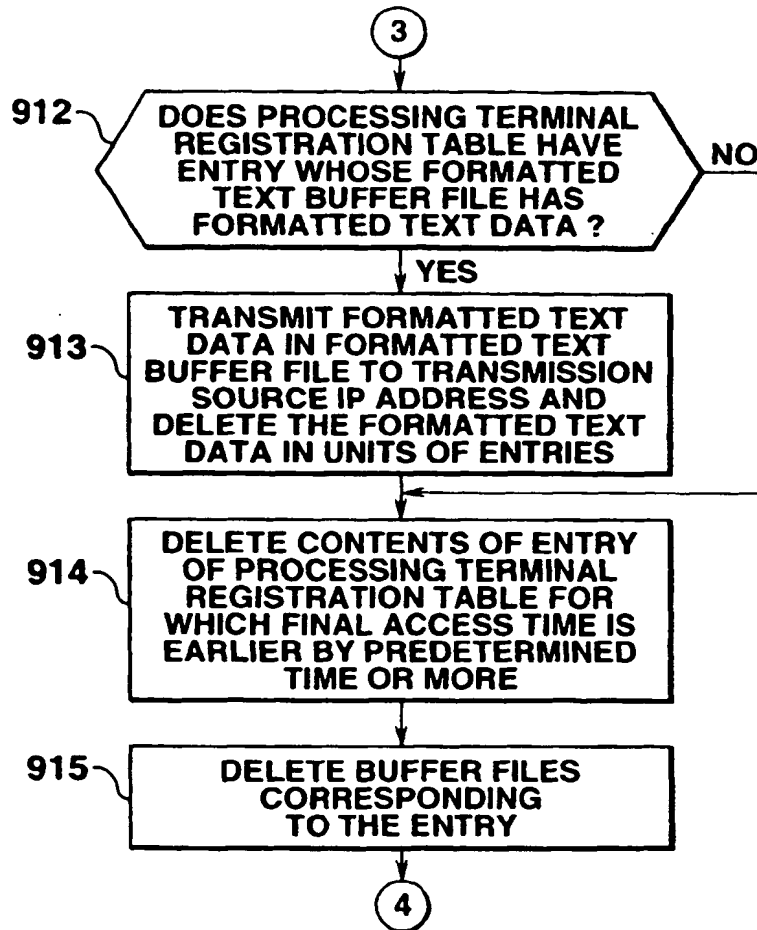 3
912
DOES PROCESSING TERMINAL
REGISTRATION TABLE HAVE
ENTRY WHOSE FORMATTED
TEXT BUFFER FILE HAS
FORMATTED TEXT DATA ?
NO
YES
913
TRANSMIT FORMATTED TEXT
DATA IN FORMATTED TEXT
BUFFER FILE TO TRANSMISSION
SOURCE IP ADDRESS AND
DELETE THE FORMATTED TEXT
DATA IN UNITS OF ENTRIES
914
DELETE CONTENTS OF ENTRY
OF PROCESSING TERMINAL
REGISTRATION TABLE FOR
WHICH FINAL ACCESS TIME IS
EARLIER BY PREDETERMINED
TIME OR MORE
915
DELETE BUFFER FILES
CORRESPONDING
TO THE ENTRY
4